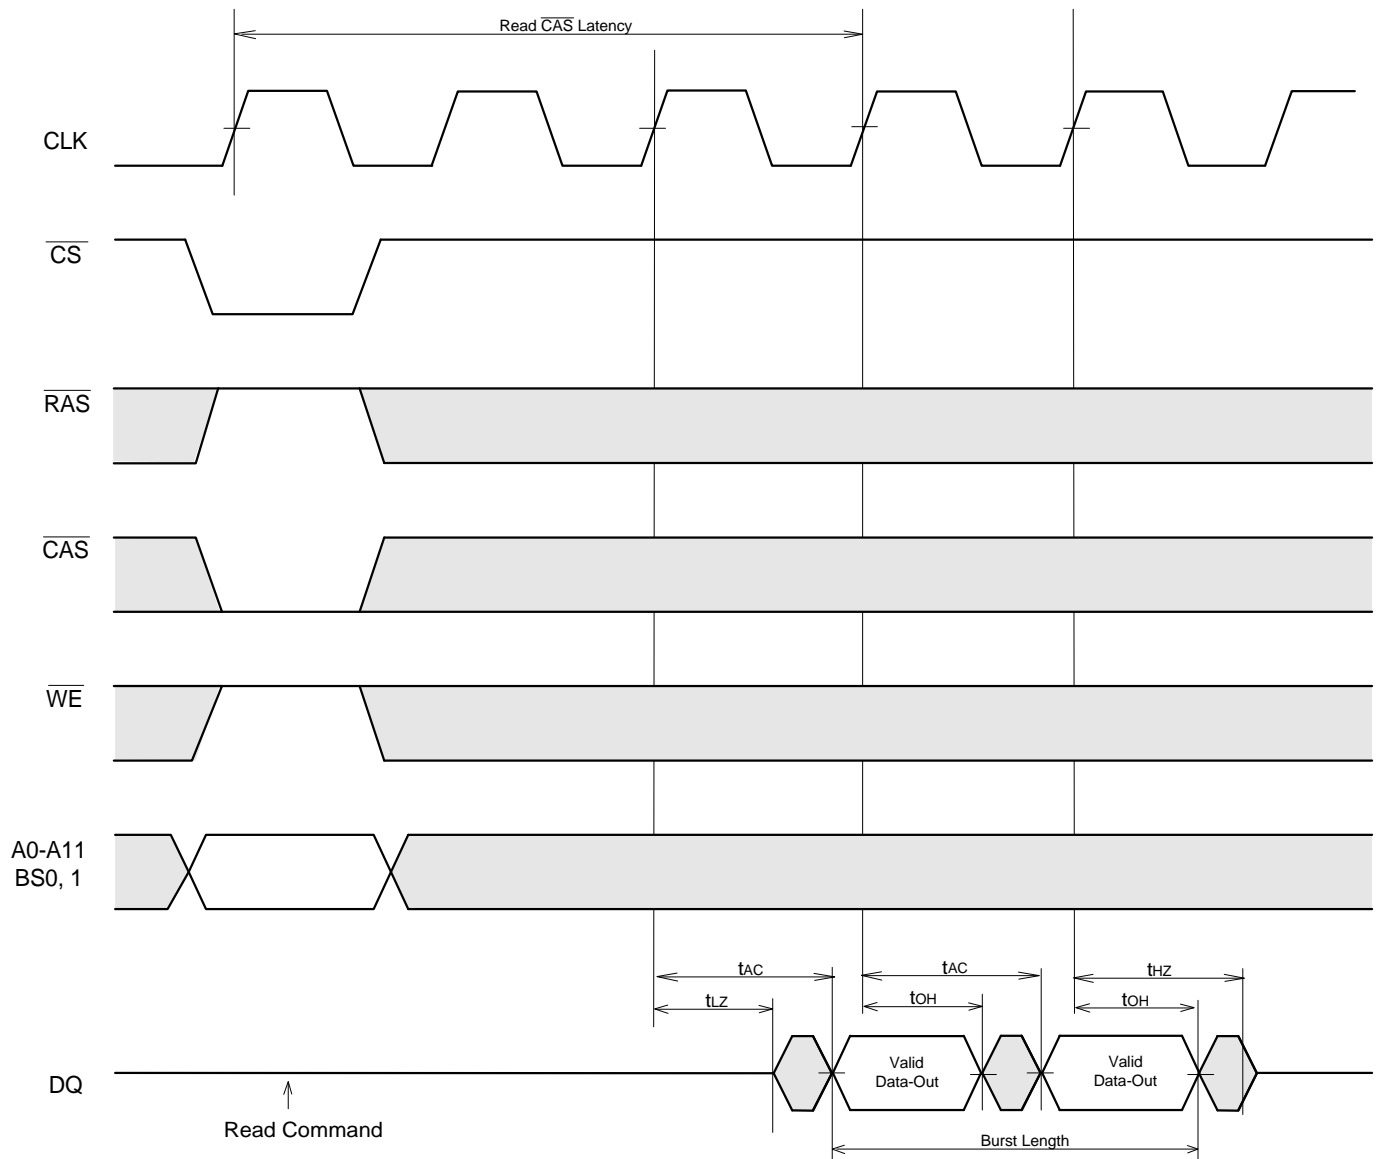 Read CAS Latency
CLK
CS
RAS
CAS
WE
A0-A11
BS0, 1
tAC
tAC
tHZ
tLZ
tOH
tOH
DQ
Valid
Data-Out
Valid
Data-Out
Read Command
Burst Length